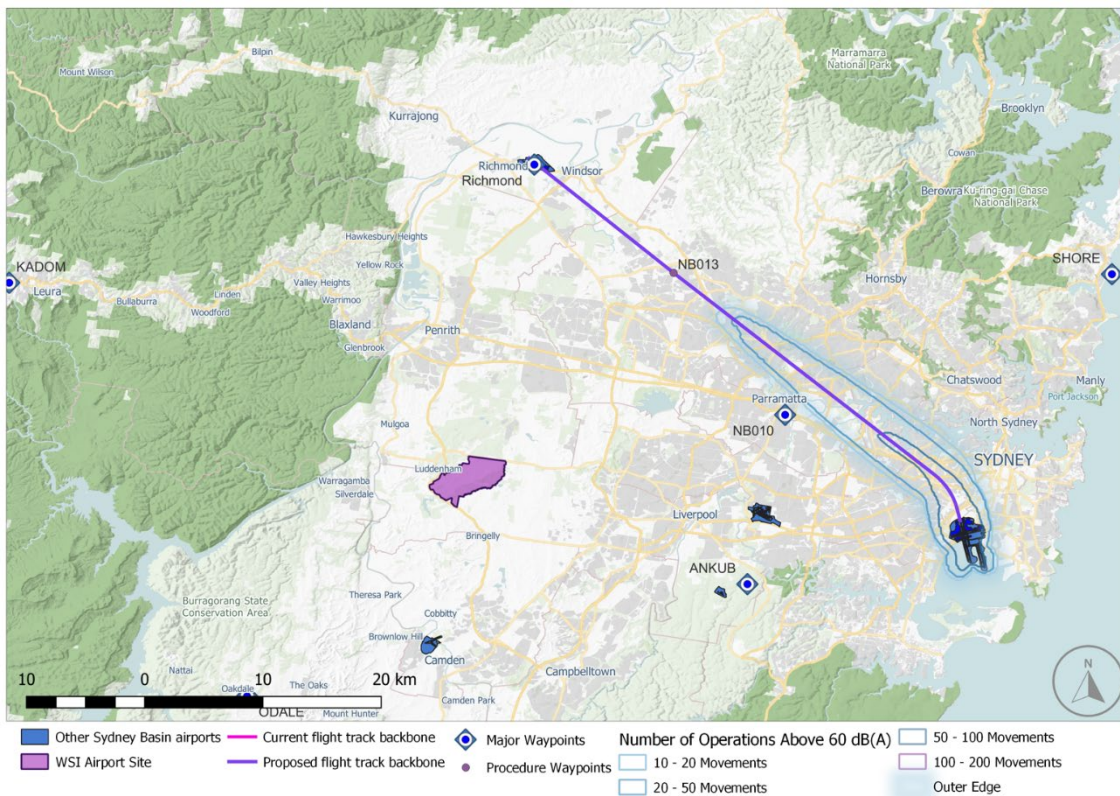 Bilpin
Mount Wilson
Marramarra
National Park
Brooklyn
Kurrajong
Cowan
Richmond
Windsor
Richmond
Berowra
Ku-ring-gai Chase
National Park
Hawkesbury Heights
KADOM
Yellow Rock
NB013
SHORE
Leura
Linden
Valley Heights
Hornsby
Bullaburra
Woodford
Warrimoo
Blaxland
Penrith
Glenbrook
Chatswood
Manly
Parramatta
Port Jackson
Mulgoa
NB010
North Sydney
SYDNEY
Luddenham
Warragamba
Silverdale
Liverpool
Bringelly
ANKUB
Theresa Park
Burragorang State
Conservation Area
Cobbitty
Brownlow Hill
Nattai
Camden
Campbelltown
N
10 0 10 20 km
Oakdale
The Oaks
Camden Park
ODALE
Mount Hunter
Other Sydney Basin airports
WSI Airport Site
Current flight track backbone
Proposed flight track backbone
Major Waypoints
Procedure Waypoints
Number of Operations Above 60 dB(A)
10 - 20 Movements
20 - 50 Movements
50 - 100 Movements
100 - 200 Movements
Outer Edge